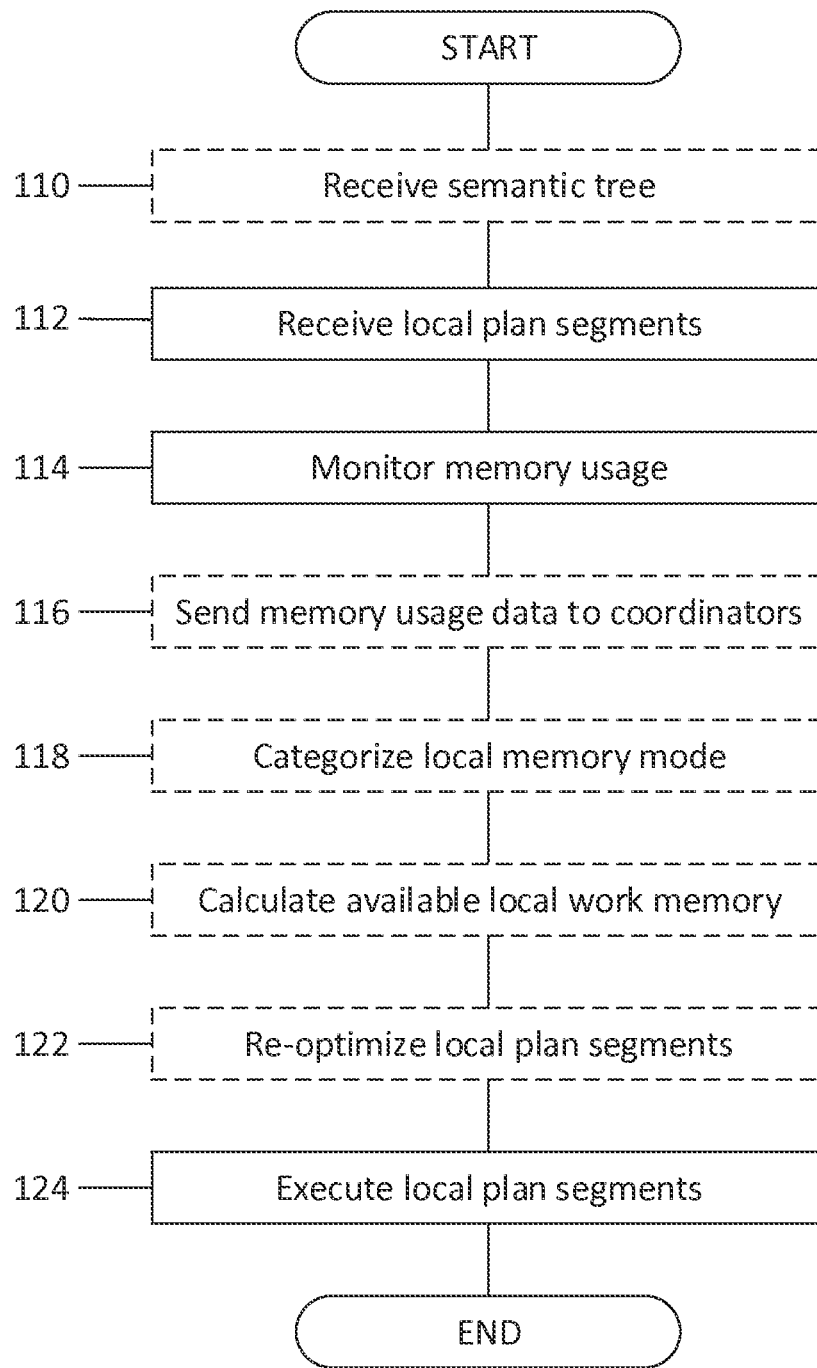 START
110 Receive semantic tree
112 Receive local plan segments
114 Monitor memory usage
116 Send memory usage data to coordinators
118 Categorize local memory mode
120 Calculate available local work memory
122 Re-optimize local plan segments
124 Execute local plan segments
END